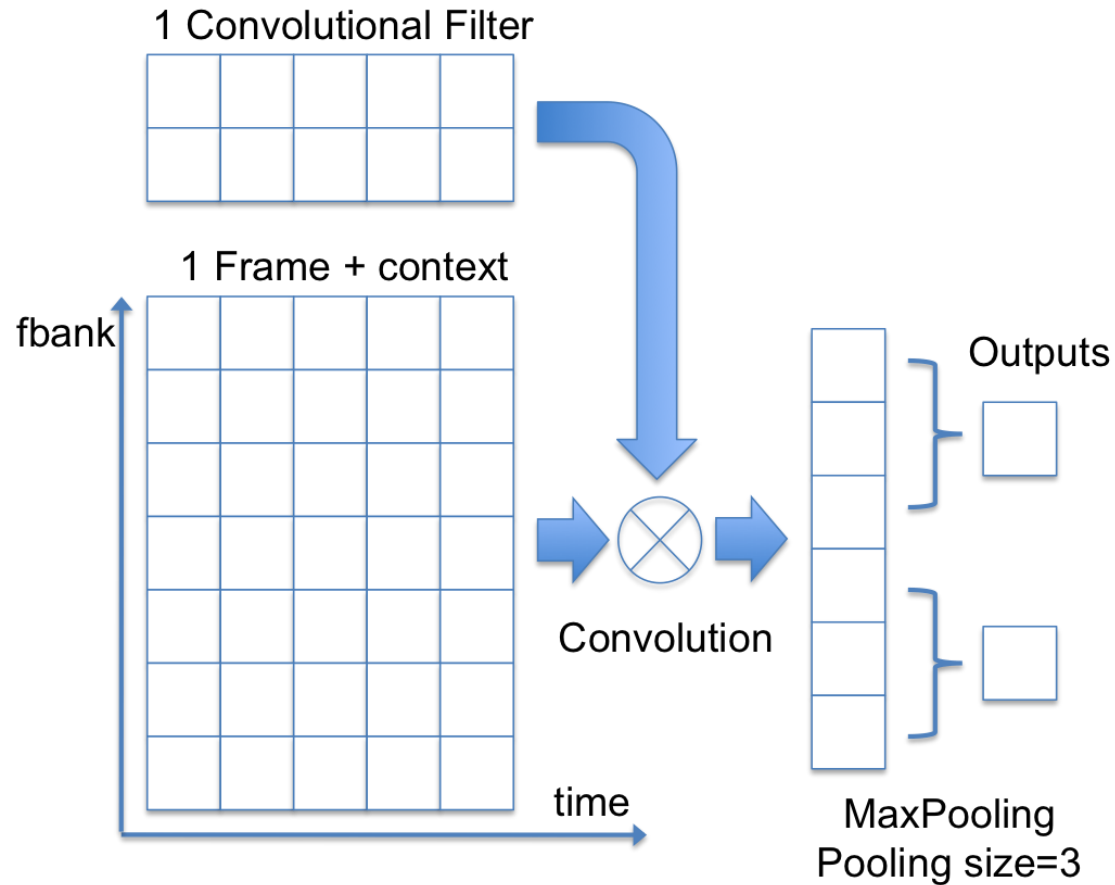 1 Convolutional Filter
1 Frame + context
fbank
Outputs
Convolution
time
MaxPooling
Pooling size=3